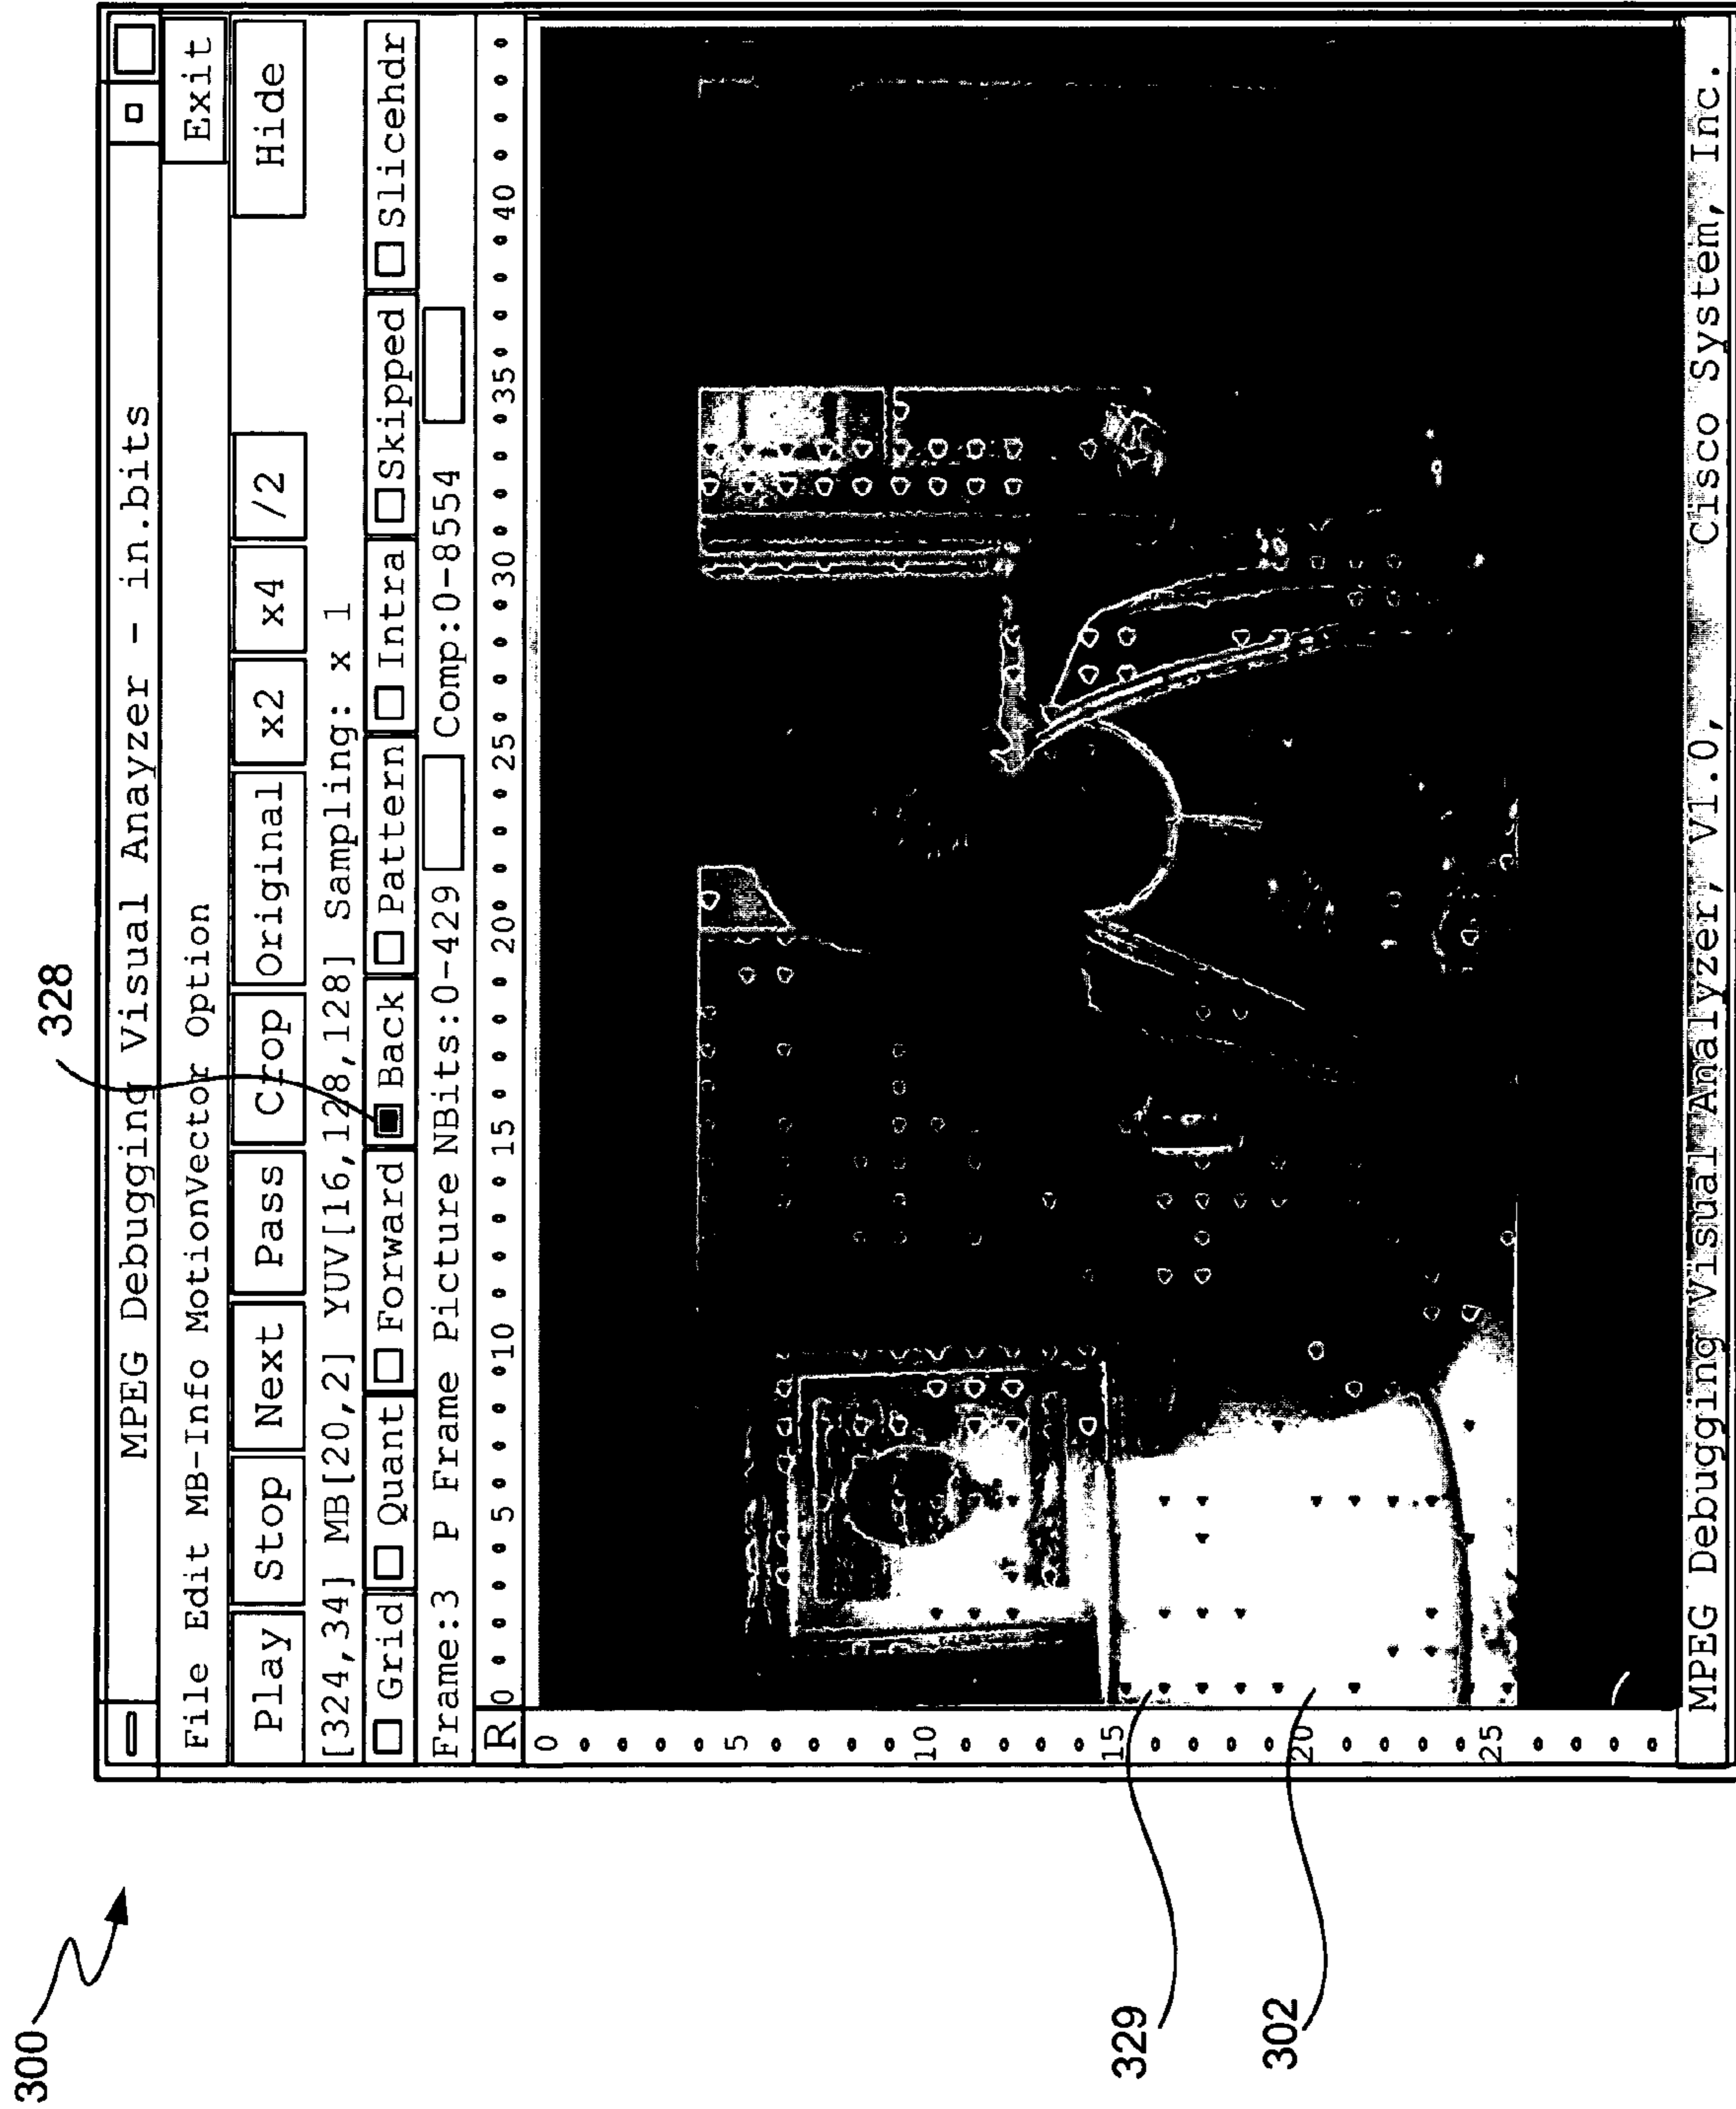 300
328
MPEG Debugging Visual Anayzer - in.bits
File Edit MB-Info MotionVector Option Exit
Play Stop Next Pass Crop Original x2 x4 /2 Hide
[324,34] MB[20,2] YUV[16,128,128] Sampling: x 1
Grid Quant Forward Back Pattern Intra Skipped Slicehdr
Frame:3 P Frame Picture NBits:0-429 Comp:0-8554
R 0 5 10 15 20 25 30 35 40
0
5
10
15
20
25
329
302
MPEG Debugging Visual Analyzer, V1.0, Cisco System, Inc.